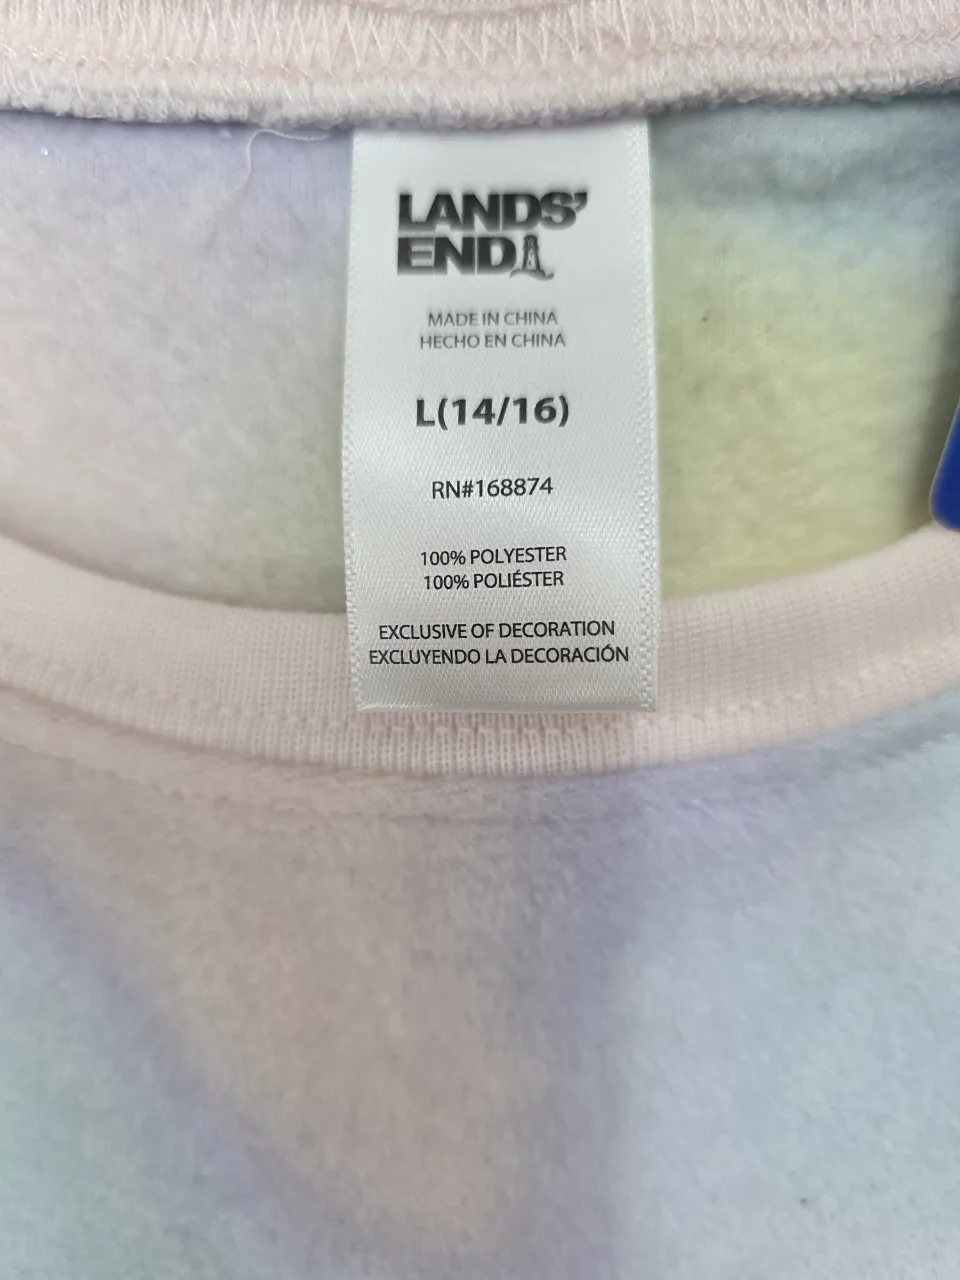 LANDS'
END
MADE IN CHINA
HECHO EN CHINA
L(14/16)
RN#168874
100% POLYESTER
100% POLIÉSTER
EXCLUSIVE OF DECORATION
EXCLUYENDO LA DECORACIÓN